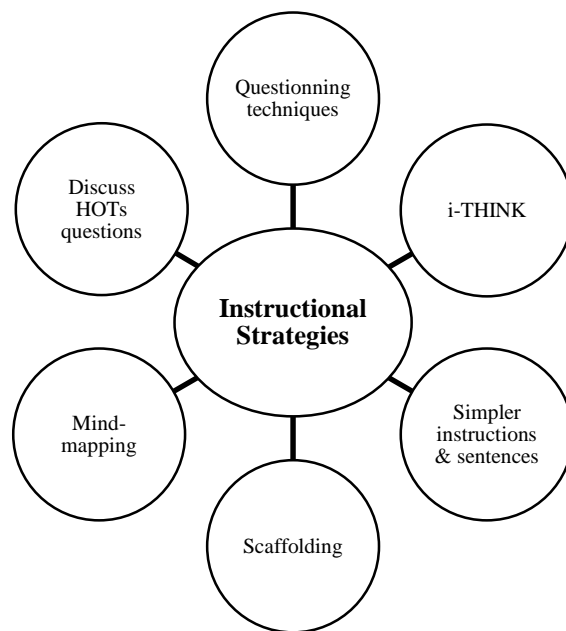 Questionning
techniques
Discuss
HOTs
questions
i-THINK
Instructional
Strategies
Mind-
mapping
Simpler
instructions
& sentences
Scaffolding